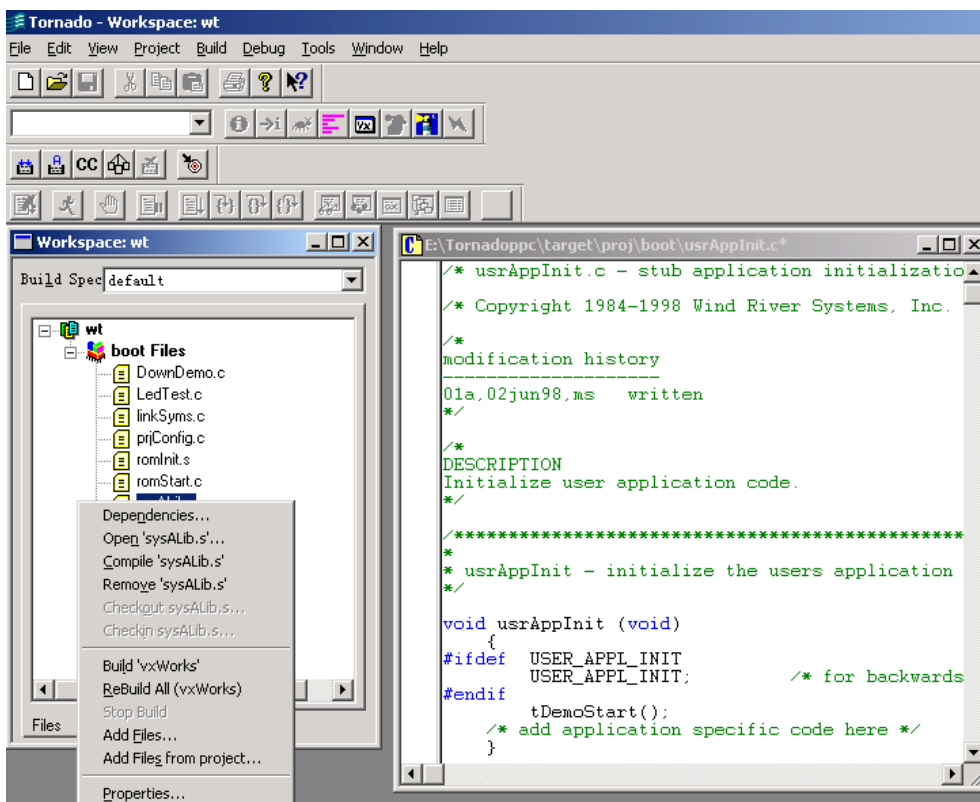 Tornado - Workspace: wt
File Edit View Project Build Debug Tools Window Help
CC
Workspace: wt
Build Spec default
wt
boot Files
DownDemo.c
LedTest.c
linkSyms.c
prjConfig.c
romInit.s
romStart.c
Dependencies...
Open 'sysALib.s'...
Compile 'sysALib.s'
Remove 'sysALib.s'
Checkout sysALib.s...
Checkin sysALib.s...
Build 'vxWorks'
ReBuild All (vxWorks)
Stop Build
Add Files...
Add Files from project...
Properties...
Files
E:\Tornadoppc\target\proj\boot\usrAppInit.c*
/* usrAppInit.c - stub application initializatio
/* Copyright 1984-1998 Wind River Systems, Inc.
/*
modification history
--------------------
01a,02jun98,ms   written
*/
/*
DESCRIPTION
Initialize user application code.
*/
/************************************************
*
* usrAppInit - initialize the users application
*/
void usrAppInit (void)
{
#ifdef  USER_APPL_INIT
USER_APPL_INIT;         /* for backwards
#endif
tDemoStart();
/* add application specific code here */
}